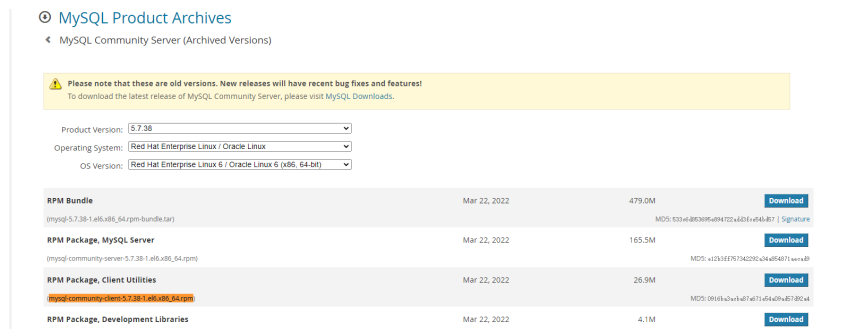 MySQL Product Archives
MySQL Community Server (Archived Versions)
Please note that these are old versions. New releases will have recent bug fixes and features!
To download the latest release of MySQL Community Server, please visit MySQL Downloads.
Product Version: 5.7.38
Operating System: Red Hat Enterprise Linux / Oracle Linux
OS Version: Red Hat Enterprise Linux 6 / Oracle Linux 6 (x86, 64-bit)
RPM Bundle Mar 22, 2022 479.0M Download
(mysql-5.7.38-1.el6.x86_64.rpm-bundle.tar) MD5: | Signature
RPM Package, MySQL Server Mar 22, 2022 165.5M Download
(mysql-community-server-5.7.38-1.el6.x86_64.rpm) MD5:
RPM Package, Client Utilities Mar 22, 2022 26.9M Download
(mysql-community-client-5.7.38-1.el6.x86_64.rpm) MD5:
RPM Package, Development Libraries Mar 22, 2022 4.1M Download